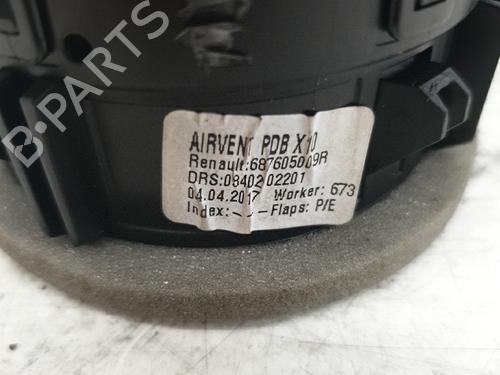 B-PARTS
AIRVENT PDB X10
Renault:687605009R
DRS:0840202201
04.04.2017 Worker: 673
Index:-.-.-Flaps: P/E